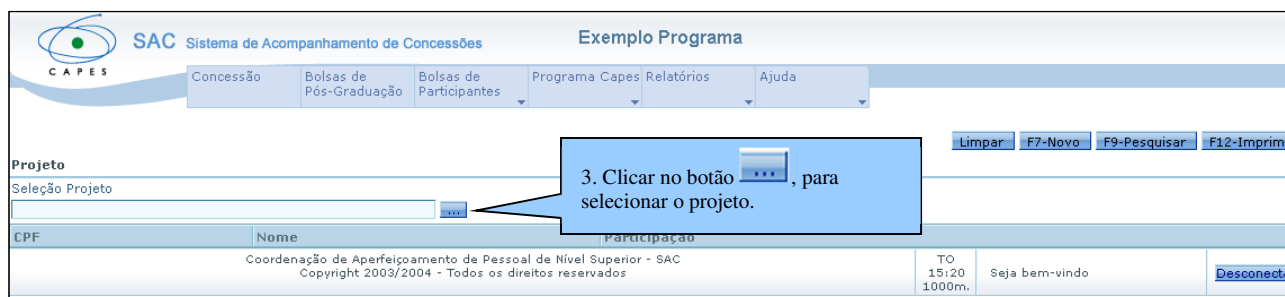 SAC Sistema de Acompanhamento de Concessões Exemplo Programa
CAPES
Concessão Bolsas de Pós-Graduação Bolsas de Participantes Programa Capes Relatórios Ajuda
Limpar F7-Novo F9-Pesquisar F12-Imprim
Projeto
Seleção Projeto
...
3. Clicar no botão ... , para
selecionar o projeto.
CPF Nome Participação
Coordenação de Aperfeiçoamento de Pessoal de Nível Superior - SAC
Copyright 2003/2004 - Todos os direitos reservados
TO
15:20
1000m.
Seja bem-vindo
Desconecta